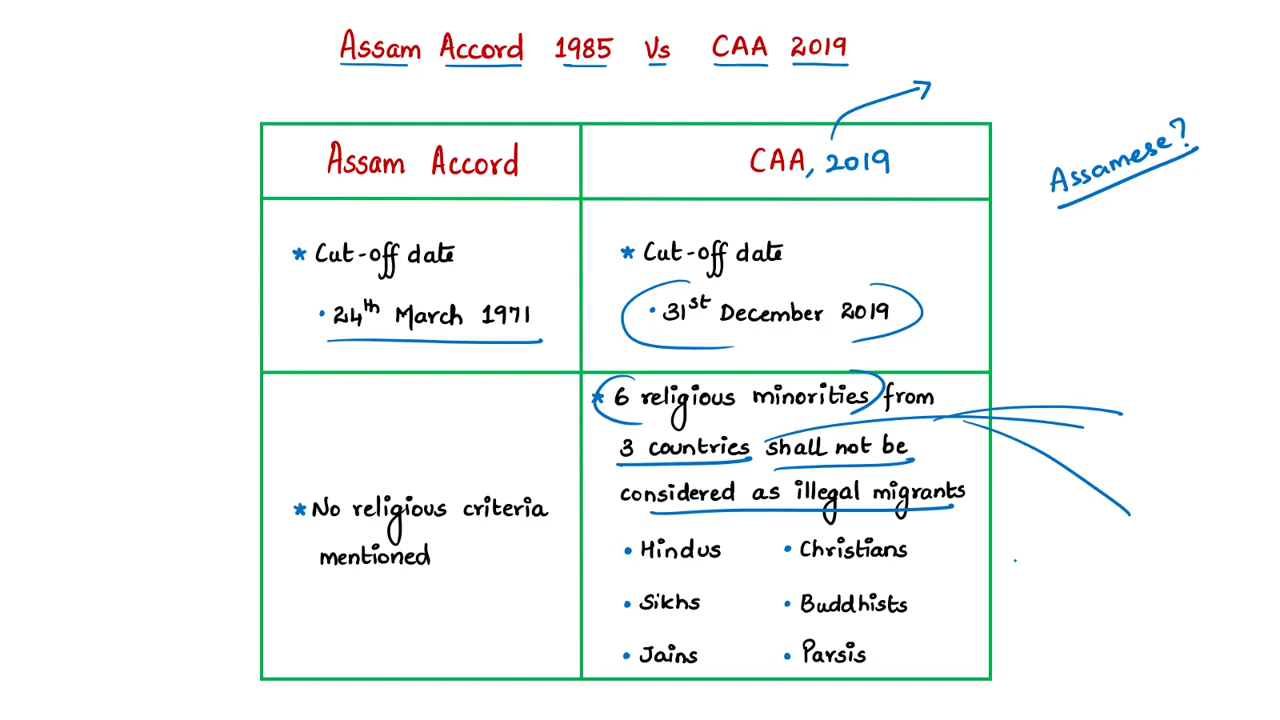 Assam Accord 1985 Vs CAA 2019
Assam Accord
CAA, 2019
Assamese?
* Cut-off date
• 24th March 1971
* Cut-off date
• 31st December 2019
* No religious criteria
mentioned
* 6 religious minorities from
3 countries shall not be
considered as illegal migrants
• Hindus • Christians
• Sikhs • Buddhists
• Jains • Parsis